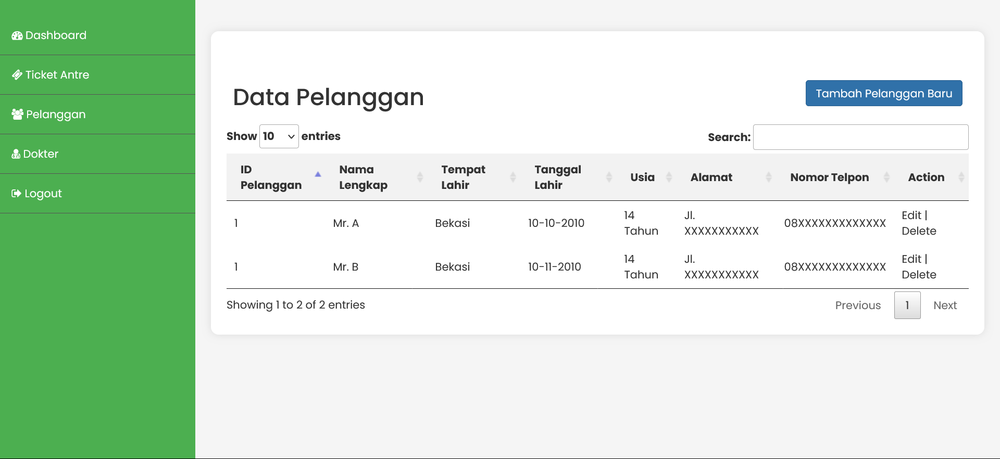 Dashboard
Ticket Antre
Pelanggan
Dokter
Logout
Data Pelanggan
Tambah Pelanggan Baru
Show 10 entries
Search:
ID Pelanggan
Nama Lengkap
Tempat Lahir
Tanggal Lahir
Usia
Alamat
Nomor Telpon
Action
1 Mr. A Bekasi 10-10-2010 14 Tahun Jl. XXXXXXXXXXX 08XXXXXXXXXXXXX Edit | Delete
1 Mr. B Bekasi 10-11-2010 14 Tahun Jl. XXXXXXXXXXX 08XXXXXXXXXXXXX Edit | Delete
Showing 1 to 2 of 2 entries
Previous 1 Next